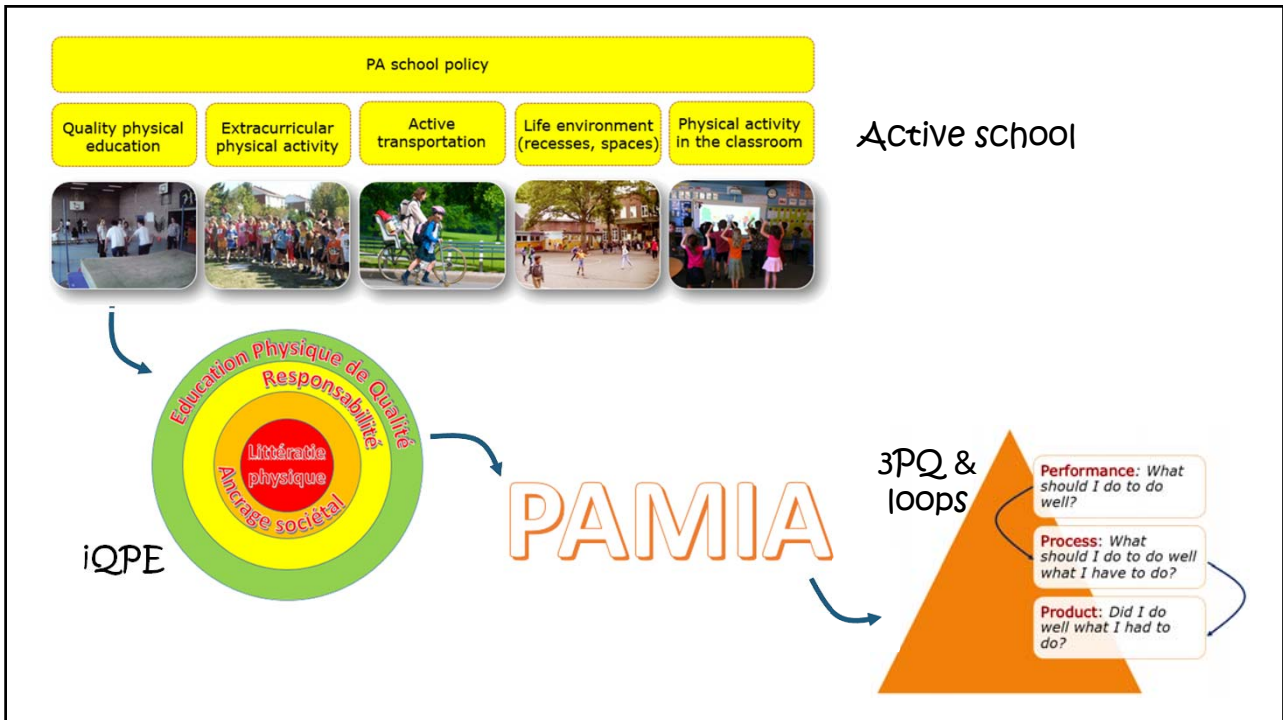 PA school policy
Quality physical
education
Extracurricular
physical activity
Active
transportation
Life environment
(recesses, spaces)
Physical activity
in the classroom
Active school
Education Physique de Qualité
Responsabilité
Ancrage sociétal
Littératie
physique
iQPE
PAMIA
3PQ &
loops
Performance: What
should I do to do
well?
Process: What
should I do to do well
what I have to do?
Product: Did I do
well what I had to
do?